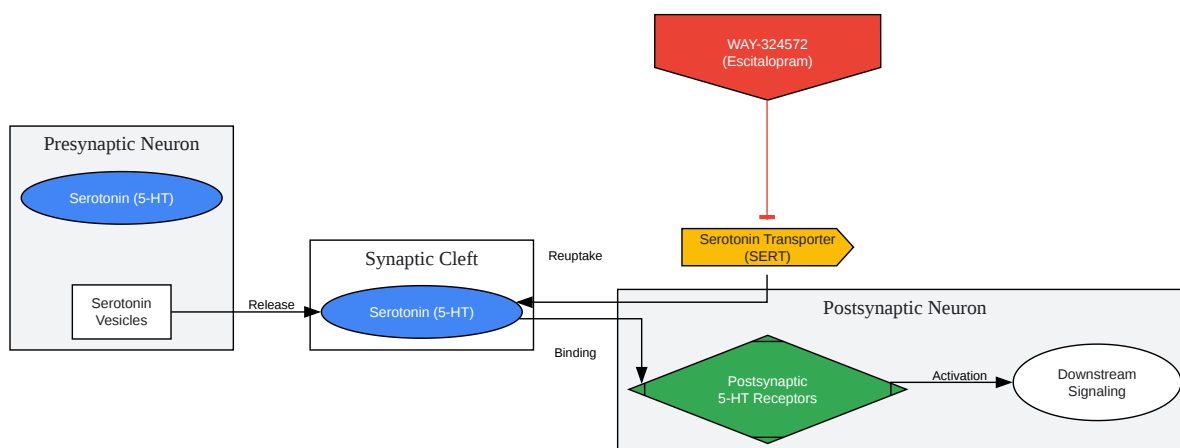 WAY-324572
(Escitalopram)
Presynaptic Neuron
Serotonin (5-HT)
Serotonin
Vesicles
Release
Synaptic Cleft
Serotonin (5-HT)
Reuptake
Binding
Serotonin Transporter
(SERT)
Postsynaptic Neuron
Postsynaptic
5-HT Receptors
Activation
Downstream
Signaling